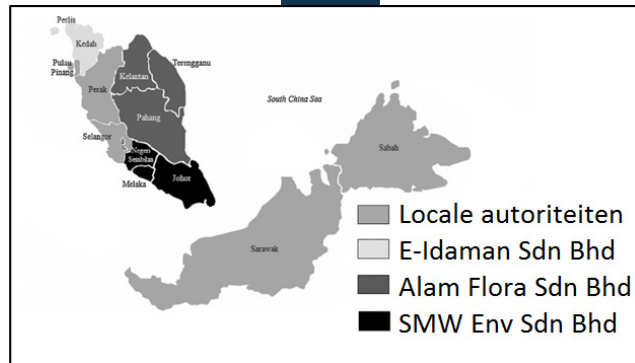 Perlis
Kedah
Pulau
Pinang
Perak
Kelantan
Terengganu
Pahang
Selangor
Negeri
Sembilan
Melaka
Johor
South China Sea
Sabah
Sarawak
Locale autoriteiten
E-Idaman Sdn Bhd
Alam Flora Sdn Bhd
SMW Env Sdn Bhd